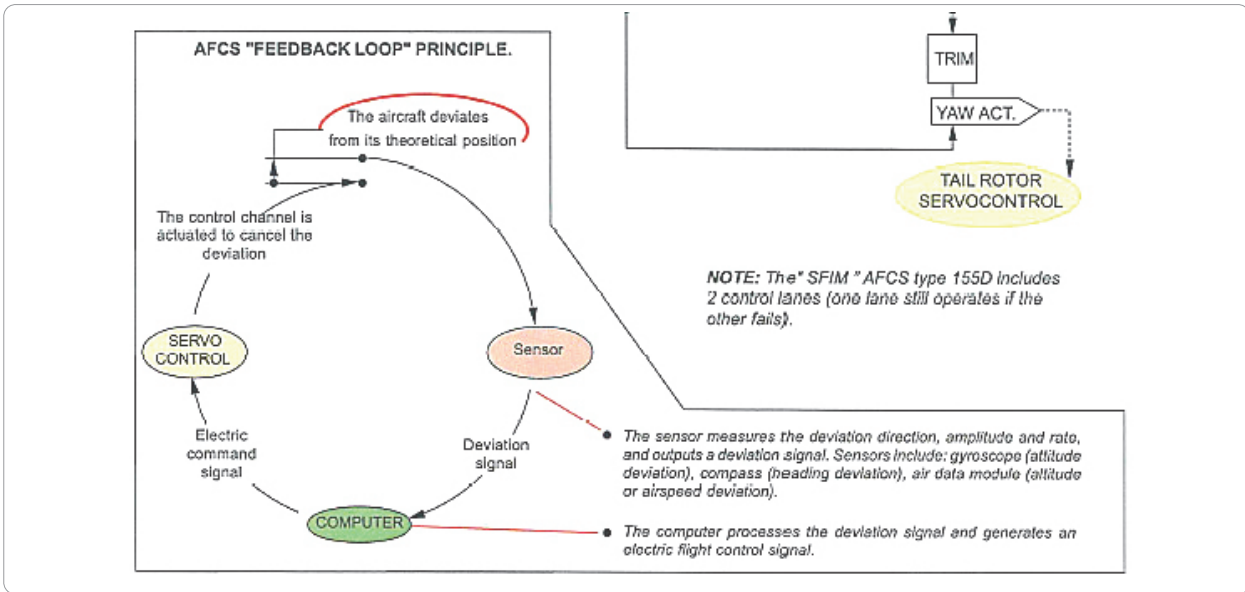 AFCS "FEEDBACK LOOP" PRINCIPLE.
The aircraft deviates
from its theoretical position
The control channel is
actuated to cancel the
deviation
SERVO
CONTROL
Sensor
Electric
command
signal
Deviation
signal
COMPUTER
TRIM
YAW ACT.
TAIL ROTOR
SERVOCONTROL
NOTE: The" SFIM " AFCS type 155D includes
2 control lanes (one lane still operates if the
other fails).
• The sensor measures the deviation direction, amplitude and rate,
and outputs a deviation signal. Sensors include: gyroscope (attitude
deviation), compass (heading deviation), air data module (altitude
or airspeed deviation).
• The computer processes the deviation signal and generates an
electric flight control signal.